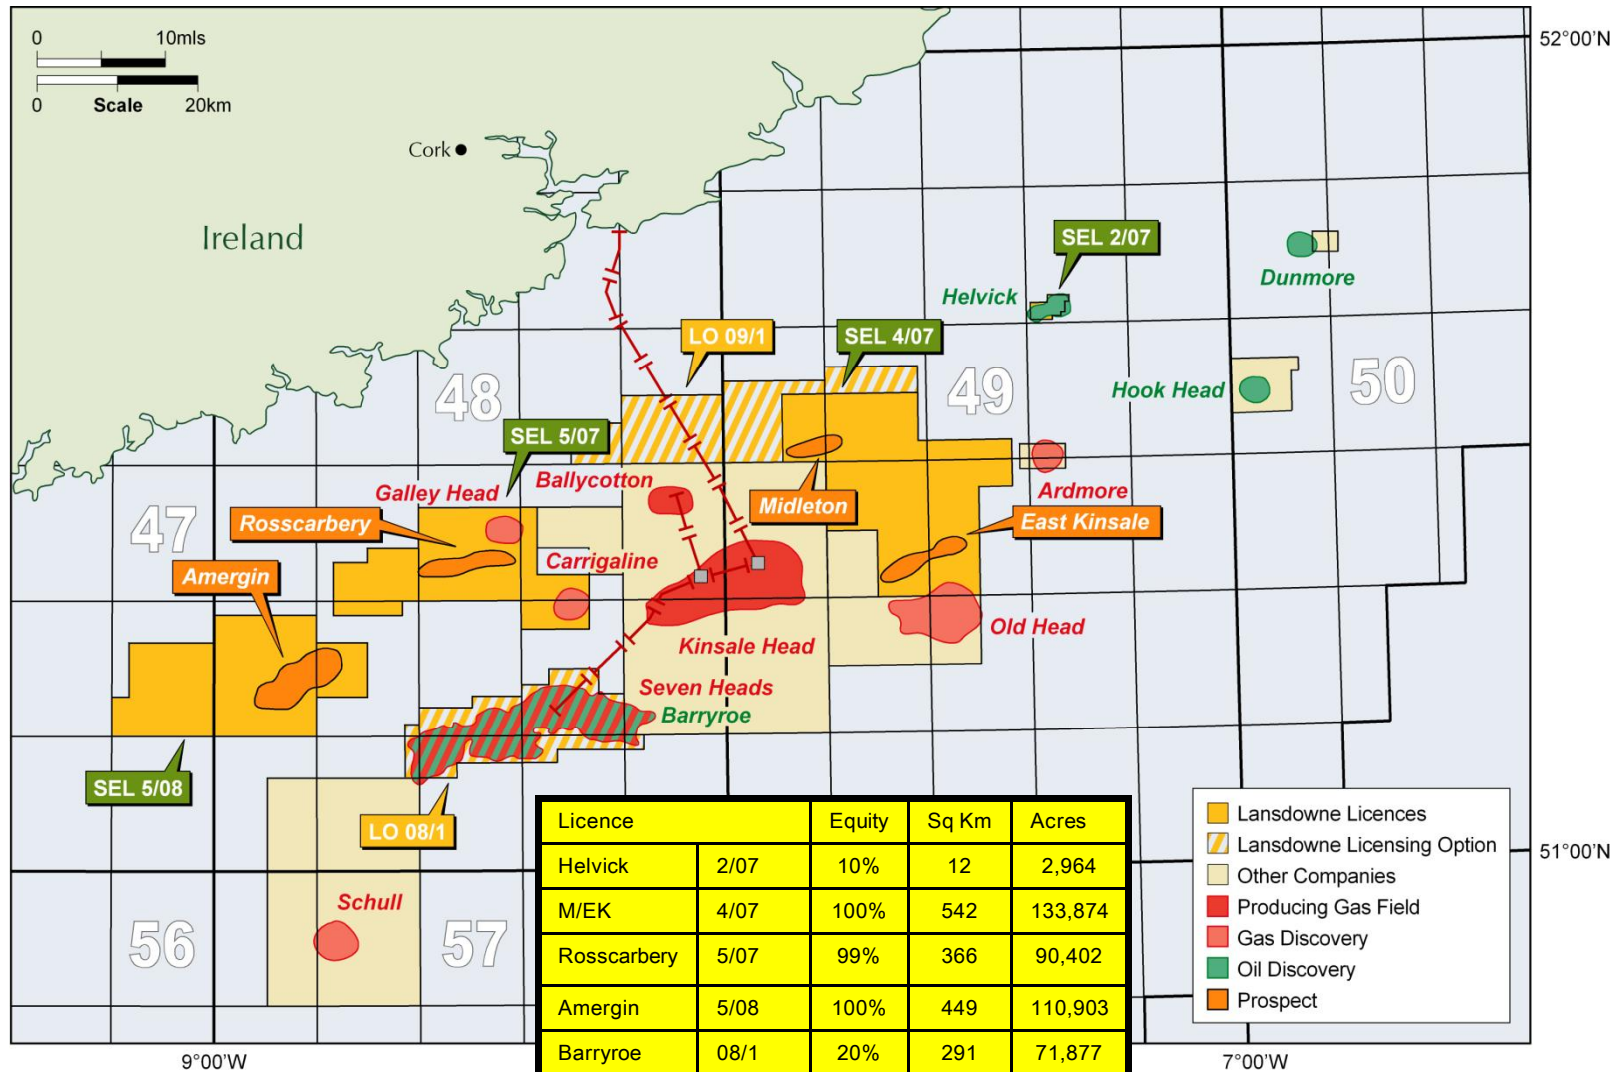 0 10mls
0 Scale 20km
52°00'N
Cork
Ireland
SEL 2/07
Dunmore
Helvick
LO 09/1
SEL 4/07
48
49
50
Hook Head
SEL 5/07
Ballycotton
Galley Head
Ardmore
Midleton
47
Rosscarbery
East Kinsale
Carrigaline
Amergin
Old Head
Kinsale Head
Seven Heads
Barryroe
SEL 5/08
LO 08/1
Schull
56
57
Licence Equity Sq Km Acres
Helvick 2/07 10% 12 2,964
M/EK 4/07 100% 542 133,874
Rosscarbery 5/07 99% 366 90,402
Amergin 5/08 100% 449 110,903
Barryroe 08/1 20% 291 71,877
Lansdowne Licences
Lansdowne Licensing Option
Other Companies
Producing Gas Field
Gas Discovery
Oil Discovery
Prospect
51°00'N
9°00'W
7°00'W